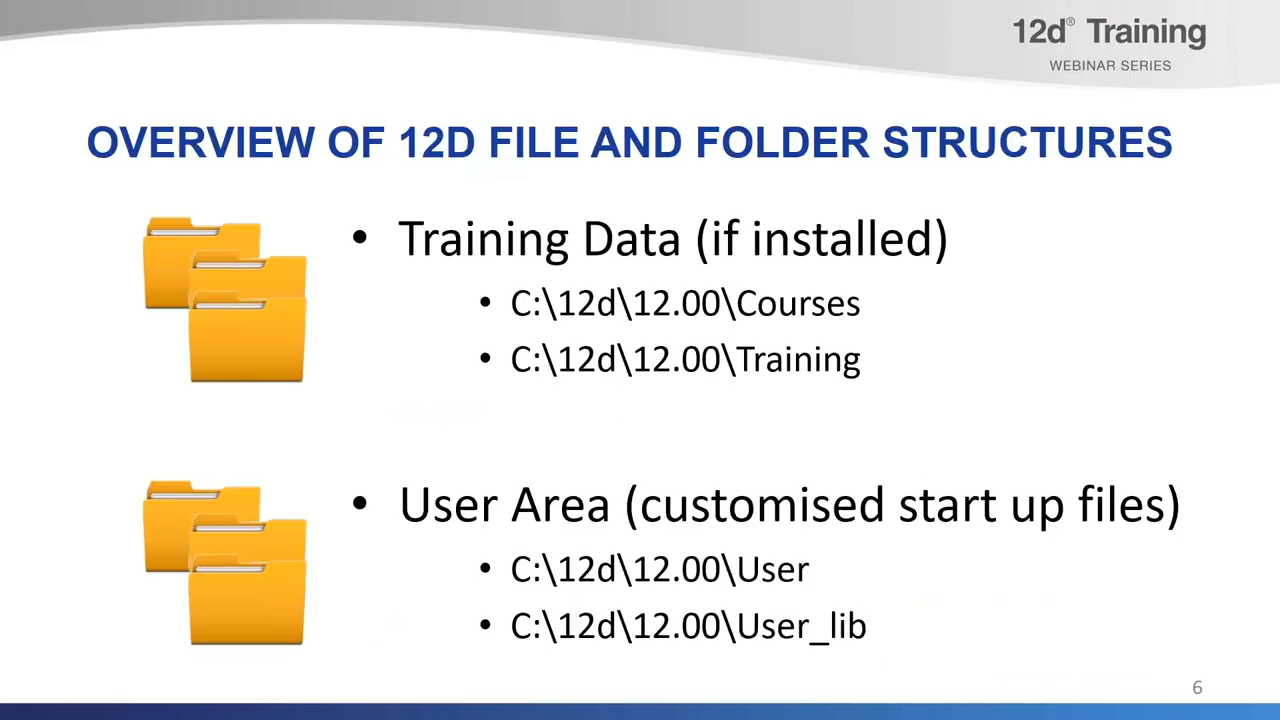 12d® Training
WEBINAR SERIES
OVERVIEW OF 12D FILE AND FOLDER STRUCTURES
• Training Data (if installed)
• C:\12d\12.00\Courses
• C:\12d\12.00\Training
• User Area (customised start up files)
• C:\12d\12.00\User
• C:\12d\12.00\User_lib
6